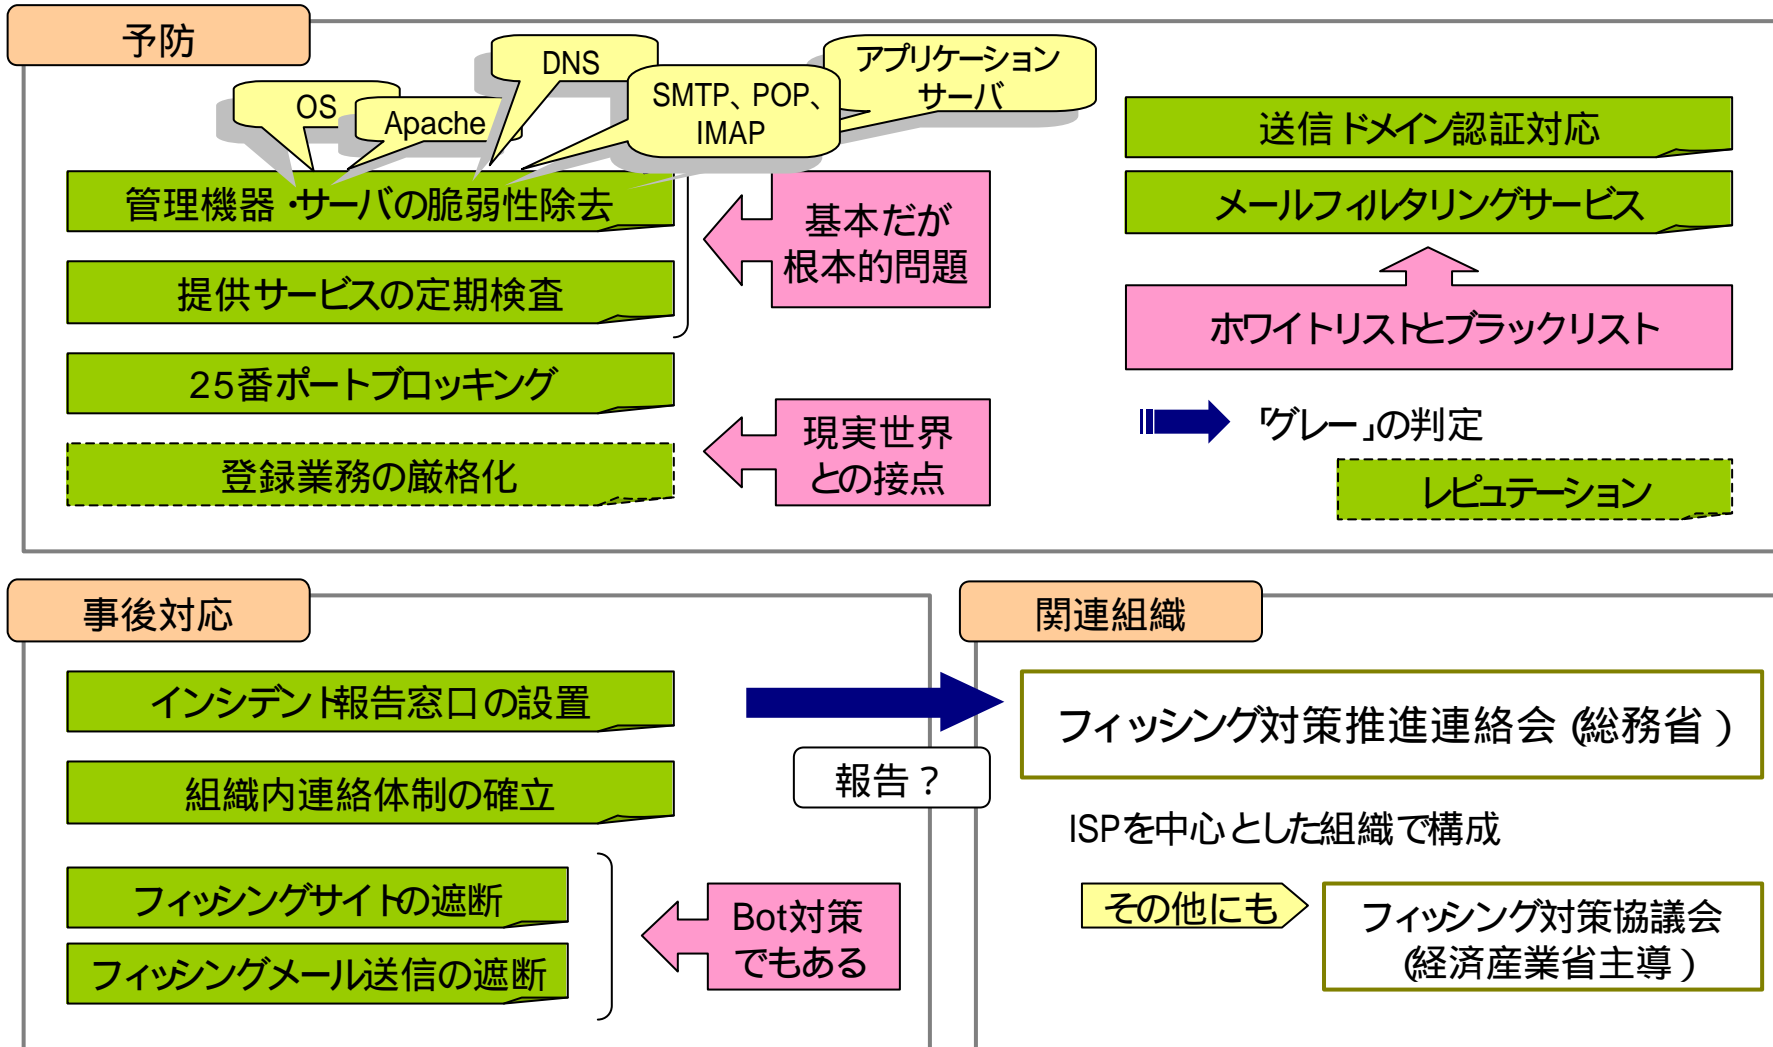 予防
OS
Apache
DNS
SMTP、POP、
IMAP
アプリケーション
サーバ
管理機器・サーバの脆弱性除去
提供サービスの定期検査
基本だが
根本的問題
25番ポートブロッキング
登録業務の厳格化
現実世界
との接点
送信ドメイン認証対応
メールフィルタリングサービス
ホワイトリストとブラックリスト
「グレー」の判定
レピュテーション
事後対応
インシデント報告窓口の設置
組織内連絡体制の確立
フィッシングサイトの遮断
フィッシングメール送信の遮断
Bot対策
でもある
報告？
関連組織
フィッシング対策推進連絡会(総務省)
ISPを中心とした組織で構成
その他にも
フィッシング対策協議会
(経済産業省主導)